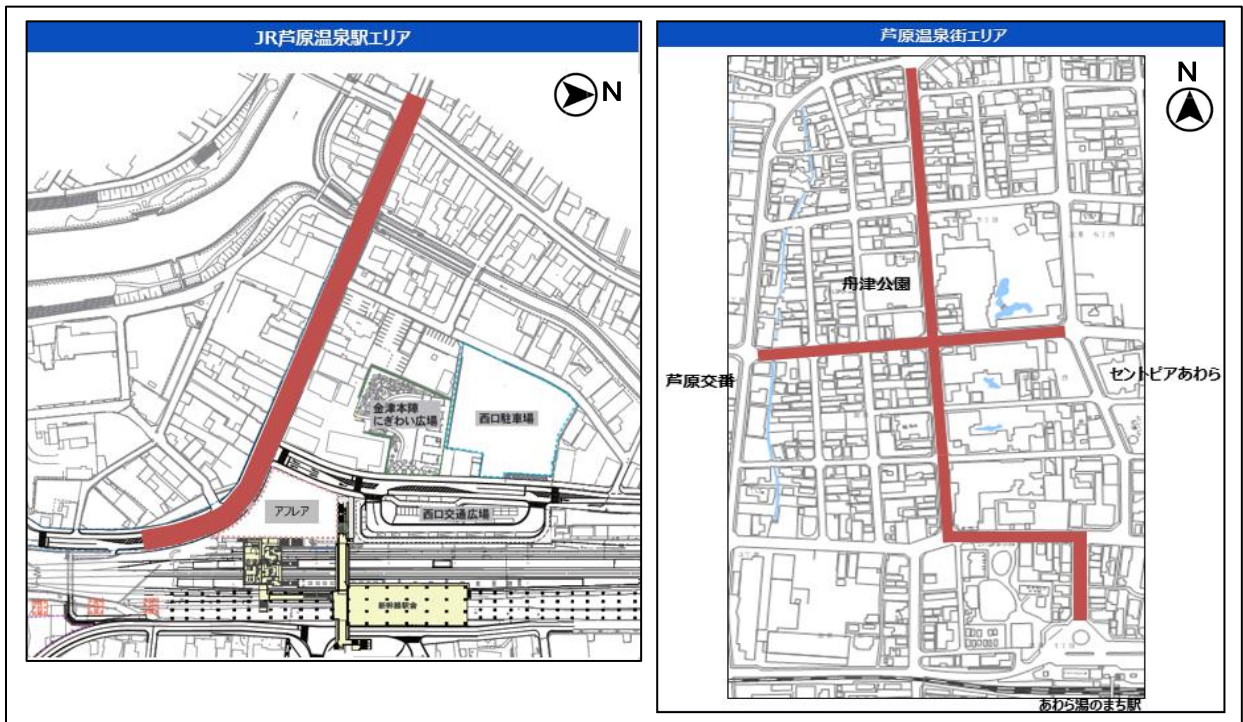 JR芦原温泉駅エリア
N
金津本陣
にぎわい広場
西口駐車場
アフレア
西口交通広場
新幹線駅舎
芦原温泉街エリア
N
舟津公園
芦原交番
セントピアあわら
あわら湯のまち駅